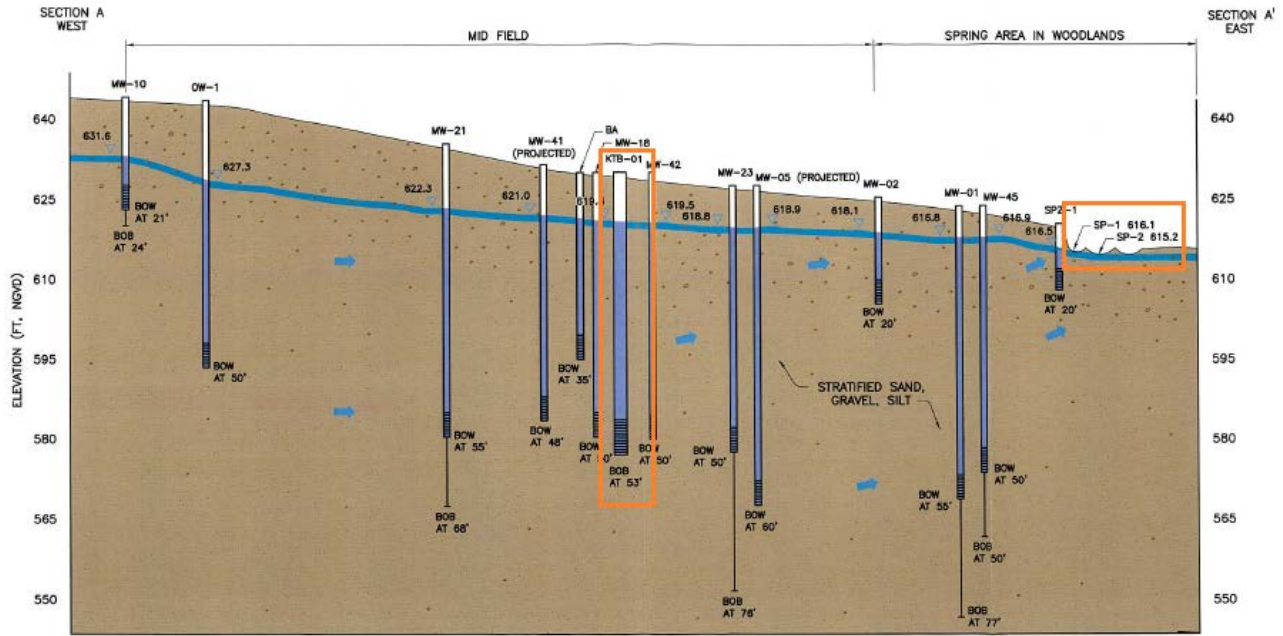 SECTION A
WEST
SECTION A'
EAST
MID FIELD
SPRING AREA IN WOODLANDS
ELEVATION (FT, NGVD)
640
625
610
595
580
565
550
640
625
610
595
580
565
550
MW-10
OW-1
MW-21
MW-41
(PROJECTED)
BA
MW-18
KTB-01
MW-42
MW-23
MW-05 (PROJECTED)
MW-02
MW-01
MW-45
SPZ-1
SP-1 616.1
SP-2 615.2
631.6
627.3
622.3
621.0
619.5
618.8
618.9
618.1
616.8
616.9
616.5
BOW
AT 21'
BOB
AT 24'
BOW
AT 50'
BOW
AT 55'
BOB
AT 68'
BOW
AT 48'
BOW
AT 35'
BOB
AT 53'
BOW
AT 50'
BOW
AT 50'
BOB
AT 76'
BOW
AT 60'
BOW
AT 20'
BOW
AT 55'
BOB
AT 77'
BOW
AT 50'
BOB
AT 50'
BOW
AT 20'
STRATIFIED SAND,
GRAVEL, SILT